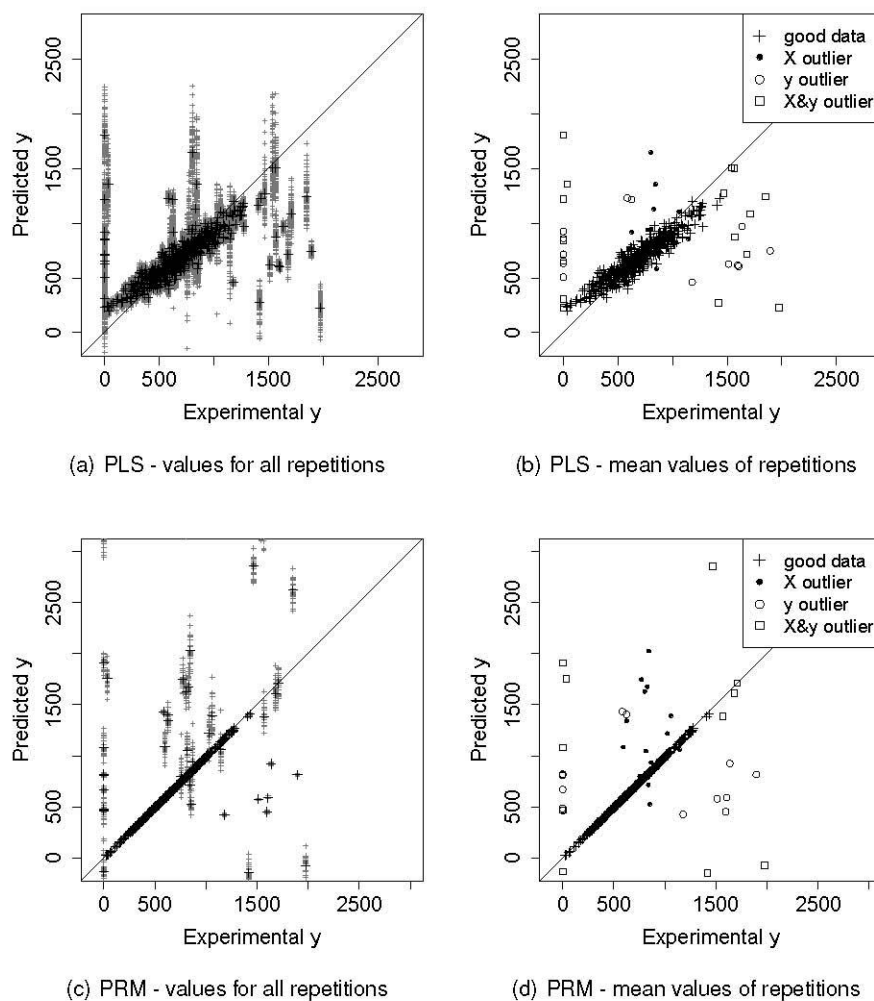 Predicted y
0 500 1500 2500
0 500 1500 2500
Experimental y
(a) PLS - values for all repetitions
Predicted y
0 500 1500 2500
good data
X outlier
y outlier
X&y outlier
0 500 1500 2500
Experimental y
(b) PLS - mean values of repetitions
Predicted y
0 500 1500 2500
0 500 1500 2500
Experimental y
(c) PRM - values for all repetitions
Predicted y
0 500 1500 2500
good data
X outlier
y outlier
X&y outlier
0 500 1500 2500
Experimental y
(d) PRM - mean values of repetitions